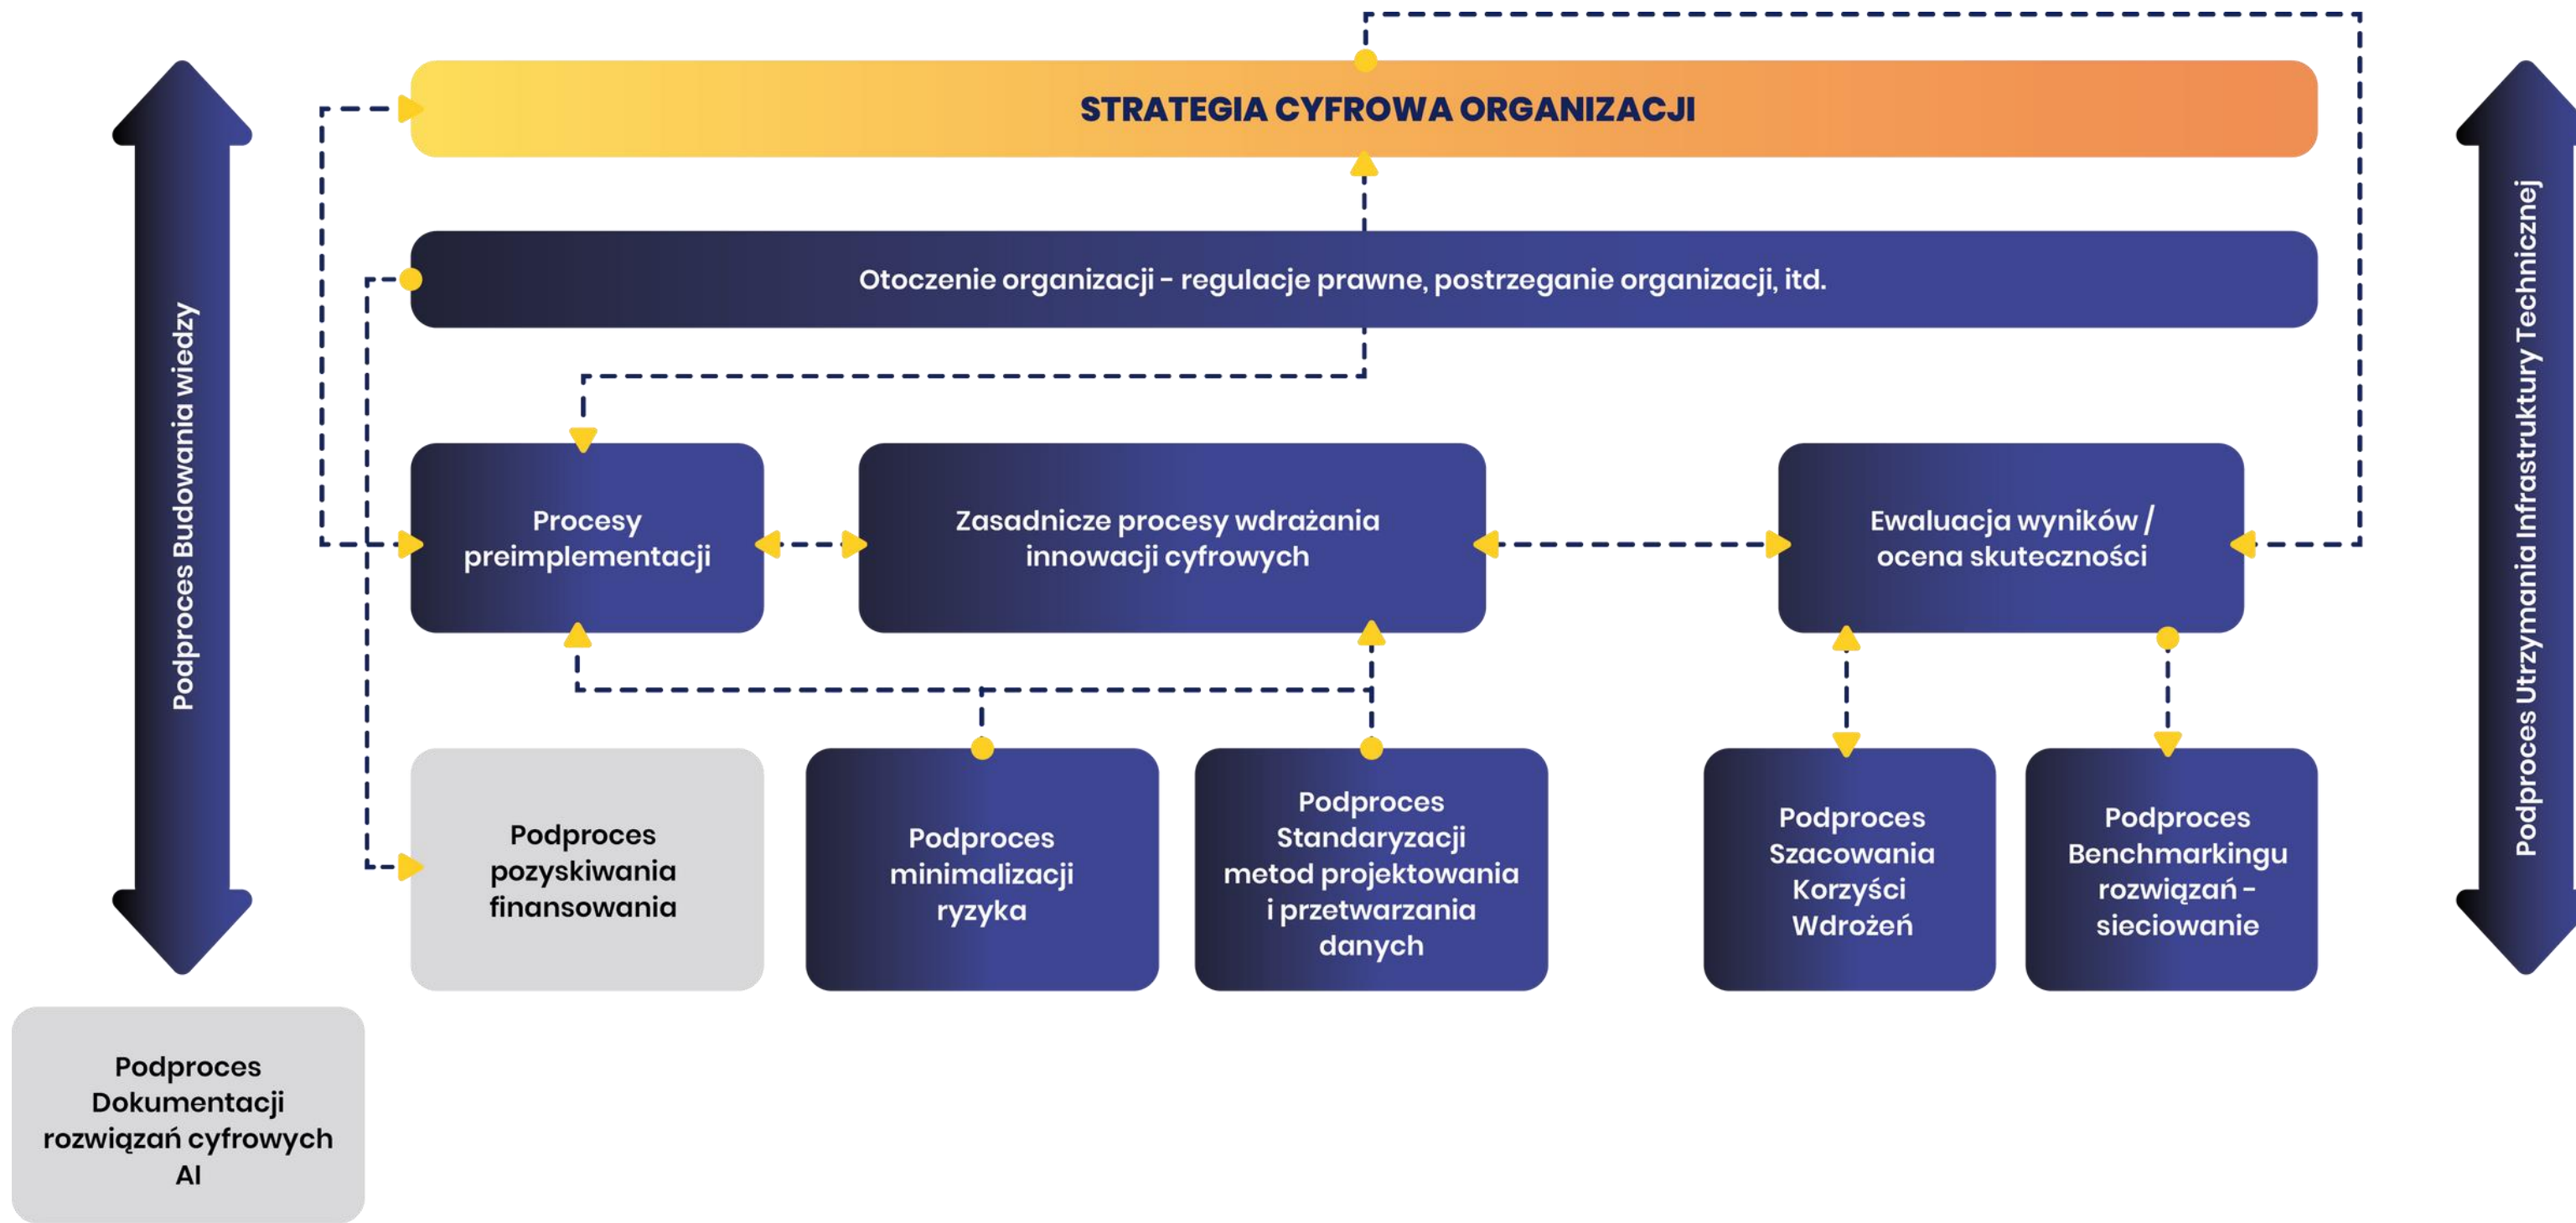 STRATEGIA CYFROWA ORGANIZACJI
Otoczenie organizacji - regulacje prawne, postrzeganie organizacji, itd.
Podproces Budowania wiedzy
Podproces Utrzymania Infrastruktury Technicznej
Procesy
preimplementacji
Zasadnicze procesy wdrażania
innowacji cyfrowych
Ewaluacja wyników /
ocena skuteczności
Podproces
pozyskiwania
finansowania
Podproces
minimalizacji
ryzyka
Podproces
Standaryzacji
metod projektowania
i przetwarzania
danych
Podproces
Szacowania
Korzyści
Wdrożeń
Podproces
Benchmarkingu
rozwiązań -
sieciowanie
Podproces
Dokumentacji
rozwiązań cyfrowych
AI